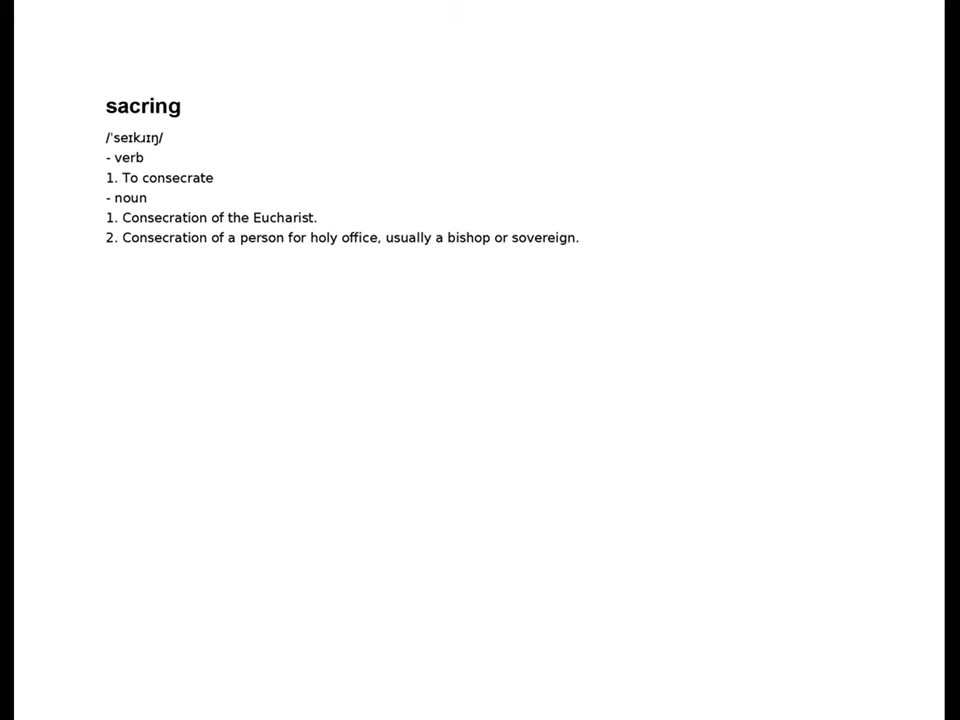 sacring
/ˈseɪkɹɪŋ/
- verb
1. To consecrate
- noun
1. Consecration of the Eucharist.
2. Consecration of a person for holy office, usually a bishop or sovereign.